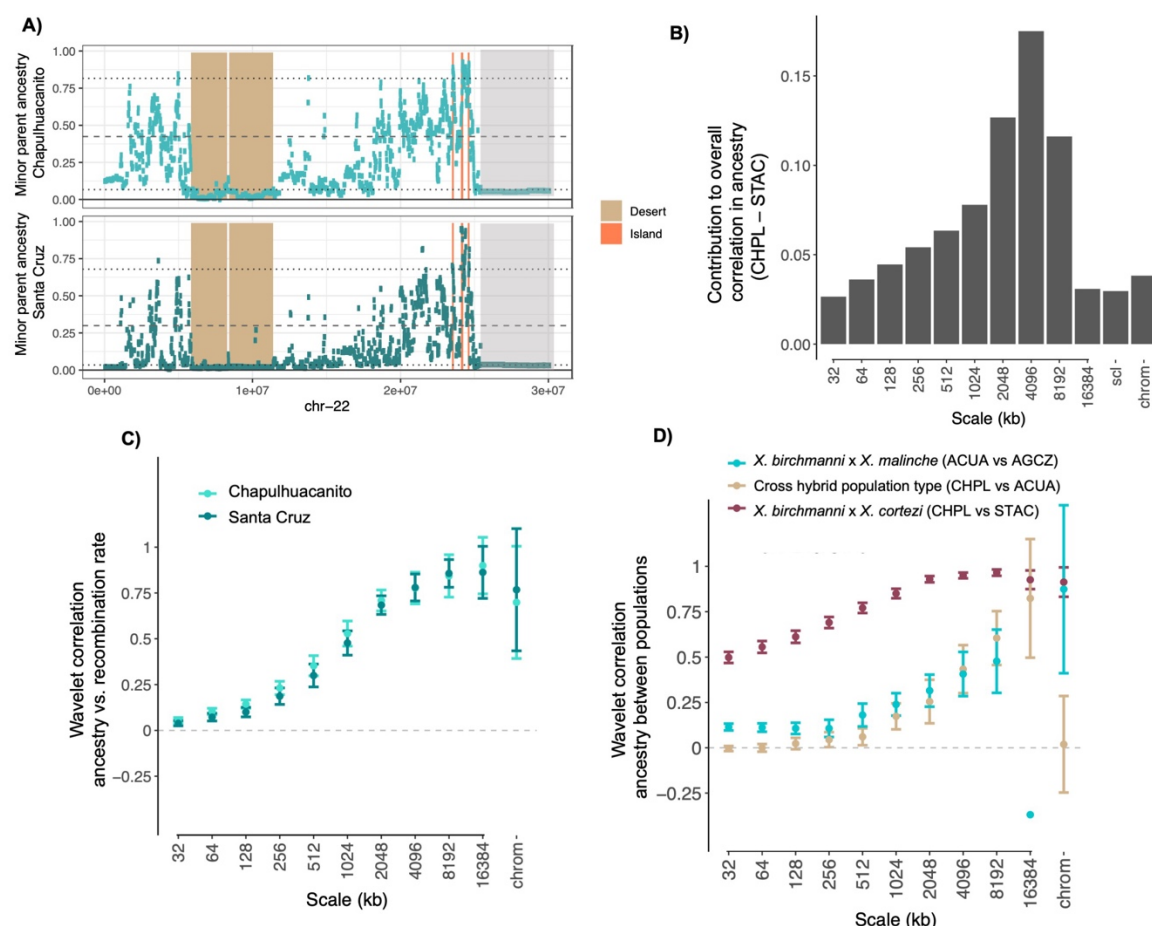 A)
Minor parent ancestry
Chapulhuacanito
1.00
0.75
0.50
0.25
0.00
Minor parent ancestry
Santa Cruz
1.00
0.75
0.50
0.25
0.00
0e+00
1e+07
2e+07
3e+07
chr-22
Desert
Island
B)
Contribution to overall
correlation in ancestry
(CHPL – STAC)
0.15
0.10
0.05
0.00
32
64
128
256
512
1024
2048
4096
8192
16384
scl
chrom
Scale (kb)
C)
Chapulhuacanito
Santa Cruz
Wavelet correlation
ancestry vs. recombination rate
1
0.75
0.5
0.25
0
−0.25
32
64
128
256
512
1024
2048
4096
8192
16384
chrom-
Scale (kb)
D)
X. birchmanni x X. malinche (ACUA vs AGCZ)
Cross hybrid population type (CHPL vs ACUA)
X. birchmanni x X. cortezi (CHPL vs STAC)
Wavelet correlation
ancestry between populations
1
0.75
0.5
0.25
0
−0.25
32
64
128
256
512
1024
2048
4096
8192
16384
chrom-
Scale (kb)